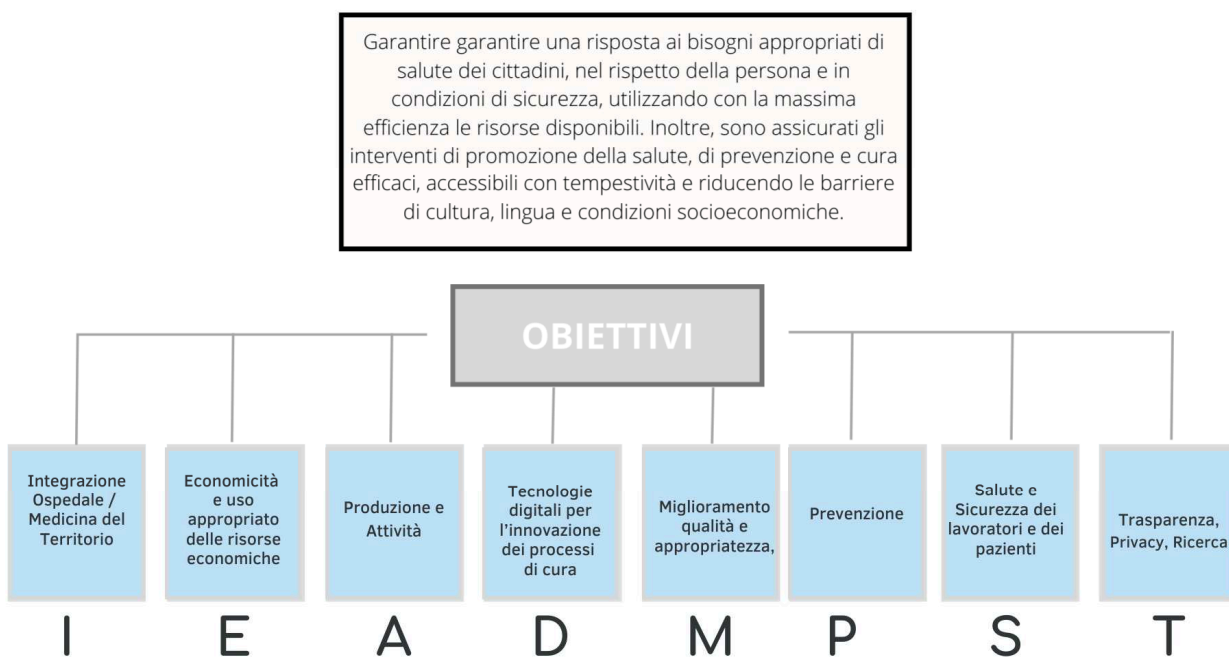 Garantire garantire una risposta ai bisogni appropriati di
salute dei cittadini, nel rispetto della persona e in
condizioni di sicurezza, utilizzando con la massima
efficienza le risorse disponibili. Inoltre, sono assicurati gli
interventi di promozione della salute, di prevenzione e cura
efficaci, accessibili con tempestività e riducendo le barriere
di cultura, lingua e condizioni socioeconomiche.
OBIETTIVI
Integrazione
Ospedale /
Medicina del
Territorio
Economicità
e uso
appropriato
delle risorse
economiche
Produzione e
Attività
Tecnologie
digitali per
l'innovazione
dei processi
di cura
Miglioramento
qualità e
appropriatezza,
Prevenzione
Salute e
Sicurezza dei
lavoratori e dei
pazienti
Trasparenza,
Privacy, Ricerca
I E A D M P S T